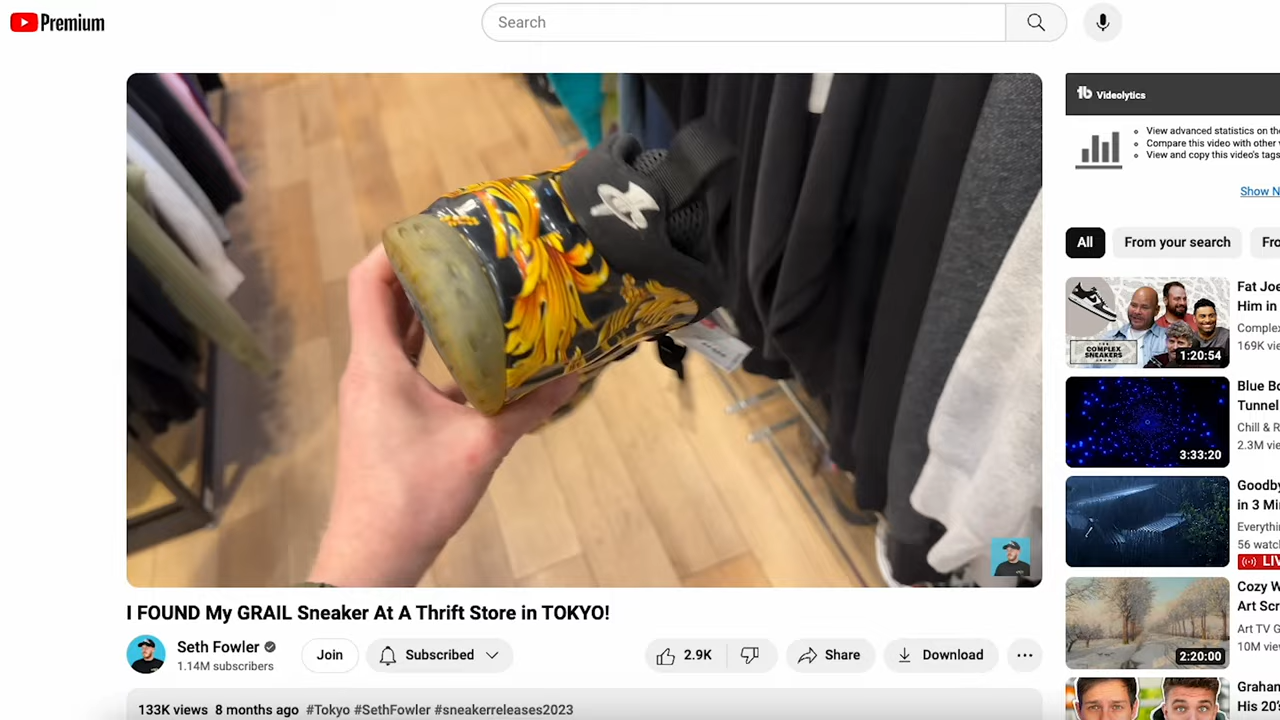 Premium
Search
Videolytics
View advanced statistics on the
Compare this video with other
View and copy this video's tags
Show N
All
From your search
Fro
COMPLEX
SNEAKERS
1:20:54
Fat Joe
Him in
Complex
169K vie
3:33:20
Blue Bo
Tunnel
Chill & R
2.3M vie
Goodby
in 3 Mi
Everythin
56 watc
LIV
2:20:00
Cozy W
Art Scr
Art TV G
10M view
Graham
His 20
I FOUND My GRAIL Sneaker At A Thrift Store in TOKYO!
Seth Fowler
1.14M subscribers
Join
Subscribed
2.9K
Share
Download
133K views 8 months ago #Tokyo #SethFowler #sneakerreleases2023